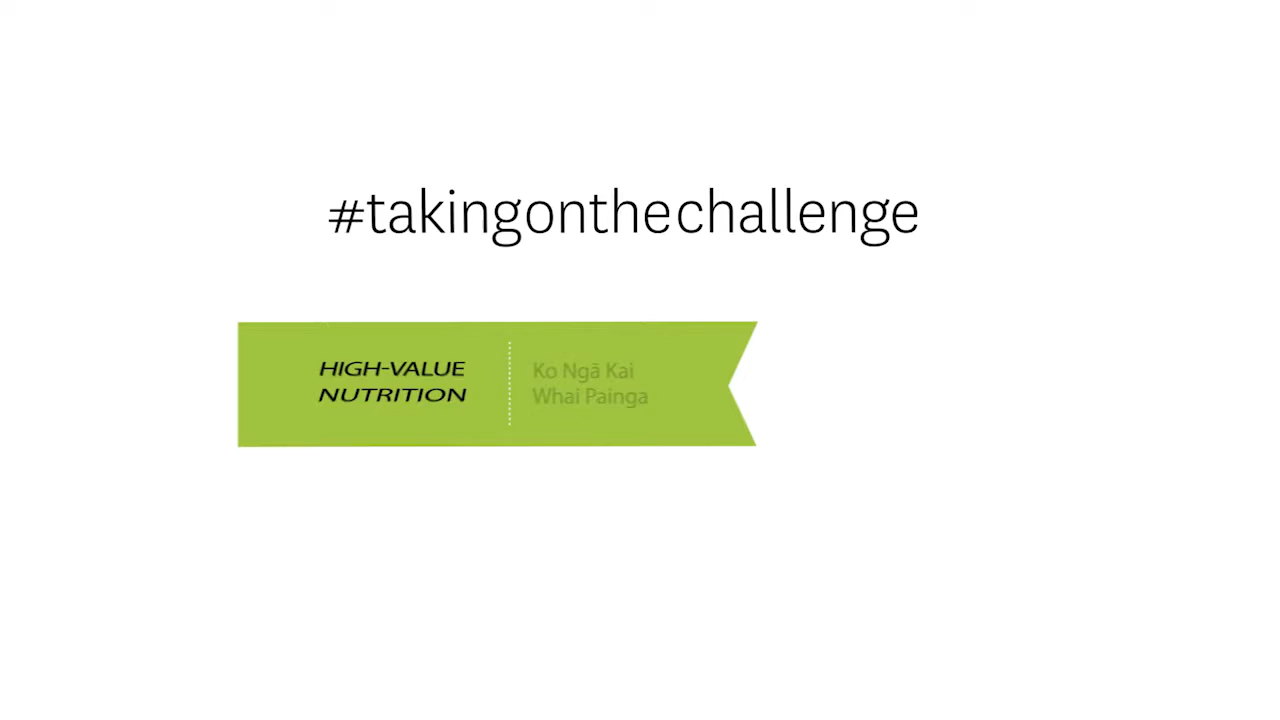 #takingonthechallenge
HIGH-VALUE
NUTRITION
Ko Ngā Kai
Whai Painga